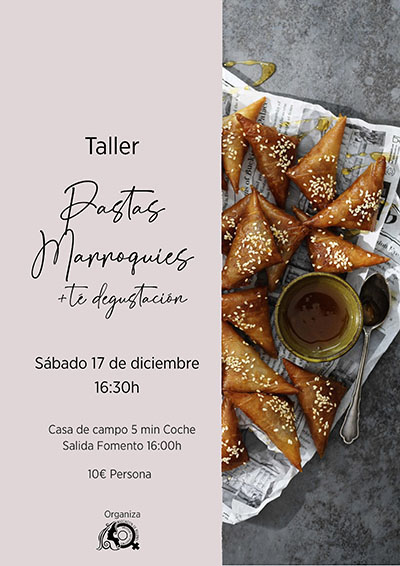 Taller
Pastas
Marroquies
+té degustación
Sábado 17 de diciembre
16:30h
Casa de campo 5 min Coche
Salida Fomento 16:00h
10€ Persona
Organiza